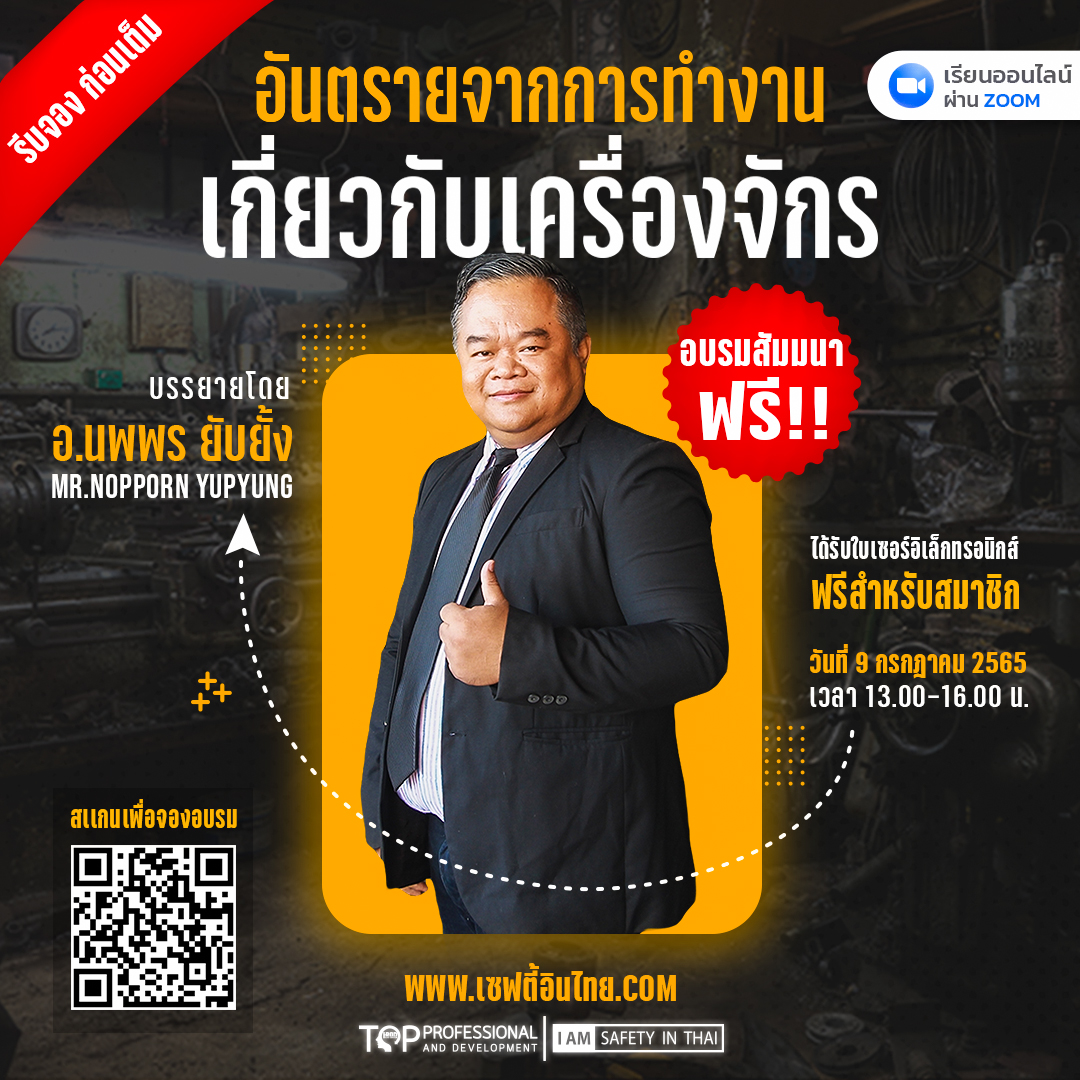 รีบจอง ก่อนเต็ม
อันตรายจากการทำงาน
เกี่ยวกับเครื่องจักร
เรียนออนไลน์
ผ่าน ZOOM
อบรมสัมมนา
ฟรี!!
บรรยายโดย
อ.นพพร ยับยั้ง
MR.NOPPORN YUPYUNG
ได้รับใบเซอร์อิเล็กทรอนิกส์
ฟรีสำหรับสมาชิก
วันที่ 9 กรกฎาคม 2565
เวลา 13.00-16.00 น.
สแกนเพื่อจองอบรม
WWW.เซฟตี้อินไทย.COM
TOP PROFESSIONAL
AND DEVELOPMENT
I AM SAFETY IN THAI